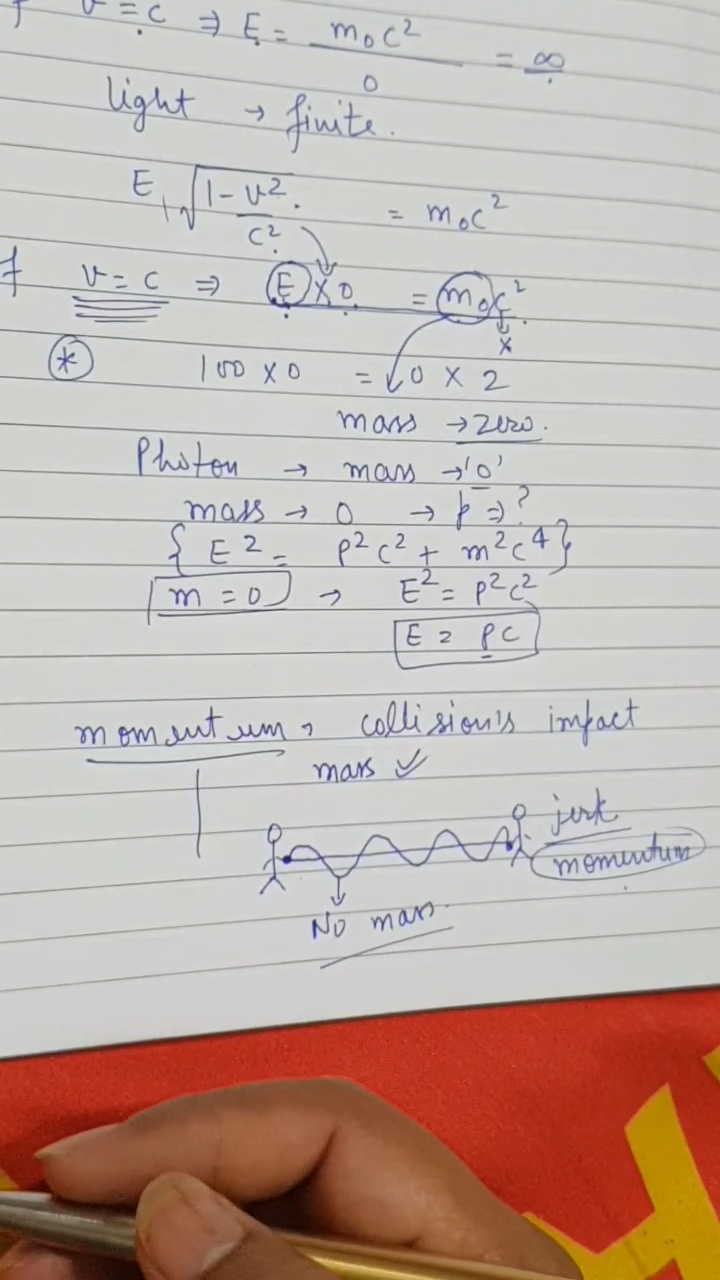 v = c ⇒ E = m₀c² / 0 = ∞
light → finite.
E √1 - v²/c² = m₀c²
If v = c ⇒ E × 0 = m₀c²
x
* 100 × 0 = 0 × 2
mass → zero.
Photon → mass → '0'
mass → 0 → p ⇒ ?
{ E² = p²c² + m²c⁴ }
m = 0 → E² = p²c²
E = pc
momentum → collision's impact
mass ✓
jerk
momentum
No mass.